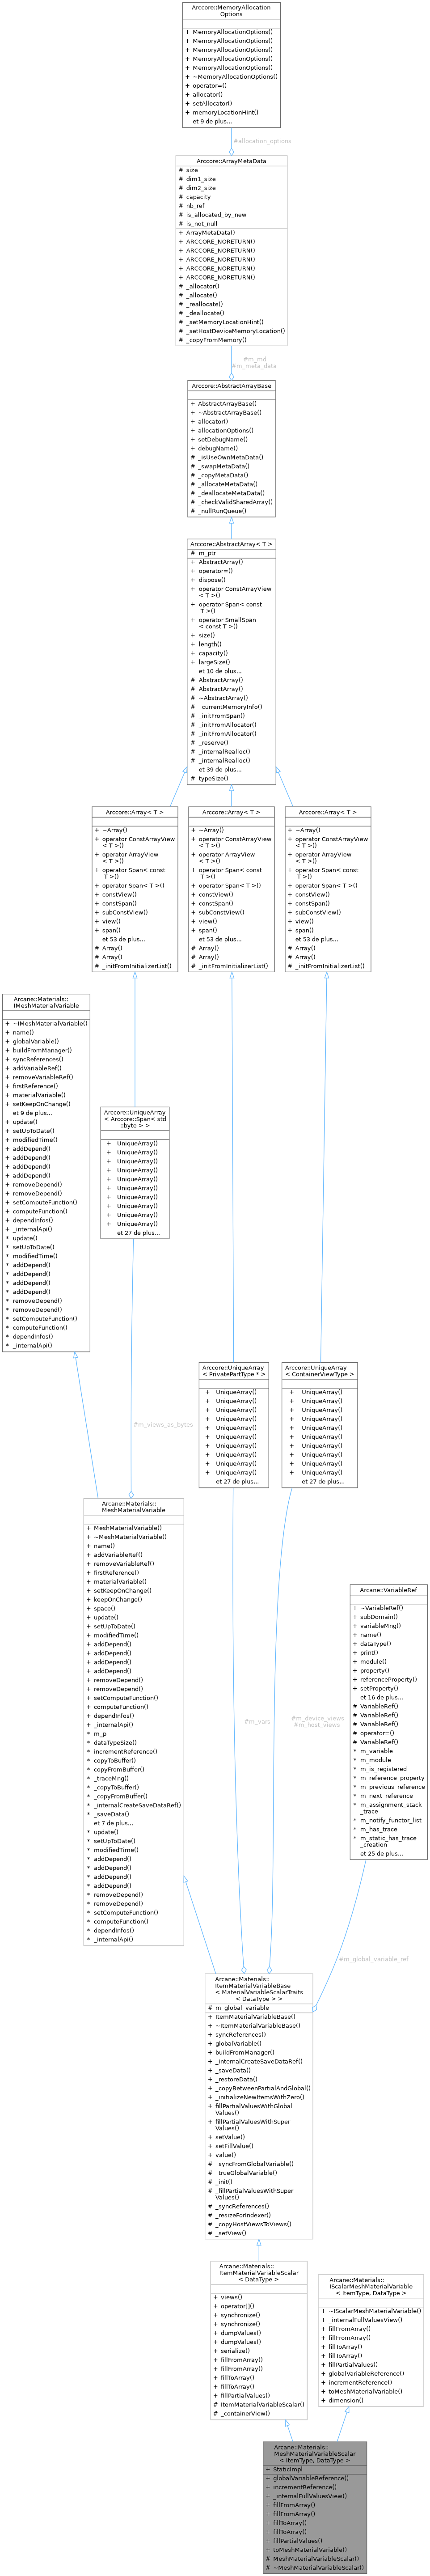 Arccore::MemoryAllocation
Options
+ MemoryAllocationOptions()
+ MemoryAllocationOptions()
+ MemoryAllocationOptions()
+ MemoryAllocationOptions()
+ MemoryAllocationOptions()
+ ~MemoryAllocationOptions()
+ operator=()
+ allocator()
+ setAllocator()
+ memoryLocationHint()
et 9 de plus...
#allocation_options
Arccore::ArrayMetaData
# size
# dim1_size
# dim2_size
# capacity
# nb_ref
# is_allocated_by_new
# is_not_null
+ ArrayMetaData()
+ ARCCORE_NORETURN()
+ ARCCORE_NORETURN()
+ ARCCORE_NORETURN()
+ ARCCORE_NORETURN()
+ ARCCORE_NORETURN()
# _allocator()
# _allocate()
# _reallocate()
# _deallocate()
# _setMemoryLocationHint()
# _setHostDeviceMemoryLocation()
# _copyFromMemory()
#m_md
#m_meta_data
Arccore::AbstractArrayBase
+ AbstractArrayBase()
+ ~AbstractArrayBase()
+ allocator()
+ allocationOptions()
+ setDebugName()
+ debugName()
# _isUseOwnMetaData()
# _swapMetaData()
# _copyMetaData()
# _allocateMetaData()
# _deallocateMetaData()
# _checkValidSharedArray()
# _nullRunQueue()
Arccore::AbstractArray< T >
# m_ptr
+ AbstractArray()
+ operator=()
+ dispose()
+ operator ConstArrayView
< T >()
+ operator Span< const
T >()
+ operator SmallSpan
< const T >()
+ size()
+ length()
+ capacity()
+ largeSize()
et 10 de plus...
# AbstractArray()
# AbstractArray()
# ~AbstractArray()
# _currentMemoryInfo()
# _initFromSpan()
# _initFromAllocator()
# _initFromAllocator()
# _reserve()
# _internalRealloc()
# _internalRealloc()
et 39 de plus...
# typeSize()
Arccore::Array< T >
+ ~Array()
+ operator ConstArrayView
< T >()
+ operator ArrayView
< T >()
+ operator Span< const
T >()
+ operator Span< T >()
+ constView()
+ constSpan()
+ subConstView()
+ view()
+ span()
et 53 de plus...
# Array()
# Array()
# _initFromInitializerList()
Arccore::Array< T >
+ ~Array()
+ operator ConstArrayView
< T >()
+ operator ArrayView
< T >()
+ operator Span< const
T >()
+ operator Span< T >()
+ constView()
+ constSpan()
+ subConstView()
+ view()
+ span()
et 53 de plus...
# Array()
# Array()
# _initFromInitializerList()
Arccore::Array< T >
+ ~Array()
+ operator ConstArrayView
< T >()
+ operator ArrayView
< T >()
+ operator Span< const
T >()
+ operator Span< T >()
+ constView()
+ constSpan()
+ subConstView()
+ view()
+ span()
et 53 de plus...
# Array()
# Array()
# _initFromInitializerList()
Arcane::Materials::
IMeshMaterialVariable
+ ~IMeshMaterialVariable()
+ name()
+ globalVariable()
+ buildFromManager()
+ syncReferences()
+ addVariableRef()
+ removeVariableRef()
+ firstReference()
+ materialVariable()
+ setKeepOnChange()
et 9 de plus...
+ update()
+ setUpToDate()
+ modifiedTime()
+ addDepend()
+ addDepend()
+ addDepend()
+ addDepend()
+ removeDepend()
+ removeDepend()
+ setComputeFunction()
+ computeFunction()
+ dependInfos()
+ _internalApi()
* update()
* setUpToDate()
* modifiedTime()
* addDepend()
* addDepend()
* addDepend()
* addDepend()
* removeDepend()
* removeDepend()
* setComputeFunction()
* computeFunction()
* dependInfos()
* _internalApi()
Arccore::UniqueArray
< Arccore::Span< std
::byte > >
+ UniqueArray()
+ UniqueArray()
+ UniqueArray()
+ UniqueArray()
+ UniqueArray()
+ UniqueArray()
+ UniqueArray()
+ UniqueArray()
+ UniqueArray()
+ UniqueArray()
et 27 de plus...
Arccore::UniqueArray
< PrivatePartType * >
+ UniqueArray()
+ UniqueArray()
+ UniqueArray()
+ UniqueArray()
+ UniqueArray()
+ UniqueArray()
+ UniqueArray()
+ UniqueArray()
+ UniqueArray()
+ UniqueArray()
et 27 de plus...
Arccore::UniqueArray
< ContainerViewType >
+ UniqueArray()
+ UniqueArray()
+ UniqueArray()
+ UniqueArray()
+ UniqueArray()
+ UniqueArray()
+ UniqueArray()
+ UniqueArray()
+ UniqueArray()
+ UniqueArray()
et 27 de plus...
#m_views_as_bytes
Arcane::Materials::
MeshMaterialVariable
+ MeshMaterialVariable()
+ ~MeshMaterialVariable()
+ name()
+ addVariableRef()
+ removeVariableRef()
+ firstReference()
+ materialVariable()
+ setKeepOnChange()
+ keepOnChange()
+ space()
+ update()
+ setUpToDate()
+ modifiedTime()
+ addDepend()
+ addDepend()
+ addDepend()
+ addDepend()
+ removeDepend()
+ removeDepend()
+ setComputeFunction()
+ computeFunction()
+ dependInfos()
+ _internalApi()
* m_p
* dataTypeSize()
* incrementReference()
* copyToBuffer()
* copyFromBuffer()
* _traceMng()
* _copyToBuffer()
* _copyFromBuffer()
* _internalCreateSaveDataRef()
* _saveData()
et 7 de plus...
* update()
* setUpToDate()
* modifiedTime()
* addDepend()
* addDepend()
* addDepend()
* addDepend()
* removeDepend()
* removeDepend()
* setComputeFunction()
* computeFunction()
* dependInfos()
* _internalApi()
Arcane::VariableRef
+ ~VariableRef()
+ subDomain()
+ variableMng()
+ name()
+ dataType()
+ print()
+ module()
+ property()
+ referenceProperty()
+ setProperty()
et 16 de plus...
# VariableRef()
# VariableRef()
# VariableRef()
# operator=()
# VariableRef()
* m_variable
* m_module
* m_is_registered
* m_reference_property
* m_previous_reference
* m_next_reference
* m_assignment_stack
_trace
* m_notify_functor_list
* m_has_trace
* m_static_has_trace
_creation
et 25 de plus...
#m_vars
#m_device_views
#m_host_views
#m_global_variable_ref
Arcane::Materials::
ItemMaterialVariableBase
< MaterialVariableScalarTraits
< DataType > >
# m_global_variable
+ ItemMaterialVariableBase()
+ ~ItemMaterialVariableBase()
+ syncReferences()
+ globalVariable()
+ buildFromManager()
+ _internalCreateSaveDataRef()
+ _saveData()
+ _restoreData()
+ _copyBetweenPartialAndGlobal()
+ _initializeNewItemsWithZero()
+ fillPartialValuesWithGlobal
Values()
+ fillPartialValuesWithSuper
Values()
+ setValue()
+ setFillValue()
+ value()
# _syncFromGlobalVariable()
# _trueGlobalVariable()
# _init()
# _fillPartialValuesWithSuper
Values()
# _syncReferences()
# _resizeForIndexer()
# _copyHostViewsToViews()
# _setView()
Arcane::Materials::
ItemMaterialVariableScalar
< DataType >
+ views()
+ operator[]()
+ synchronize()
+ synchronize()
+ dumpValues()
+ dumpValues()
+ serialize()
+ fillFromArray()
+ fillFromArray()
+ fillToArray()
+ fillToArray()
+ fillPartialValues()
# ItemMaterialVariableScalar()
# _containerView()
Arcane::Materials::
IScalarMeshMaterialVariable
< ItemType, DataType >
+ ~IScalarMeshMaterialVariable()
+ _internalFullValuesView()
+ fillFromArray()
+ fillFromArray()
+ fillToArray()
+ fillToArray()
+ fillPartialValues()
+ globalVariableReference()
+ incrementReference()
+ toMeshMaterialVariable()
+ dimension()
Arcane::Materials::
MeshMaterialVariableScalar
< ItemType, DataType >
+ StaticImpl
+ globalVariableReference()
+ incrementReference()
+ _internalFullValuesView()
+ fillFromArray()
+ fillFromArray()
+ fillToArray()
+ fillToArray()
+ fillPartialValues()
+ toMeshMaterialVariable()
# MeshMaterialVariableScalar()
# ~MeshMaterialVariableScalar()